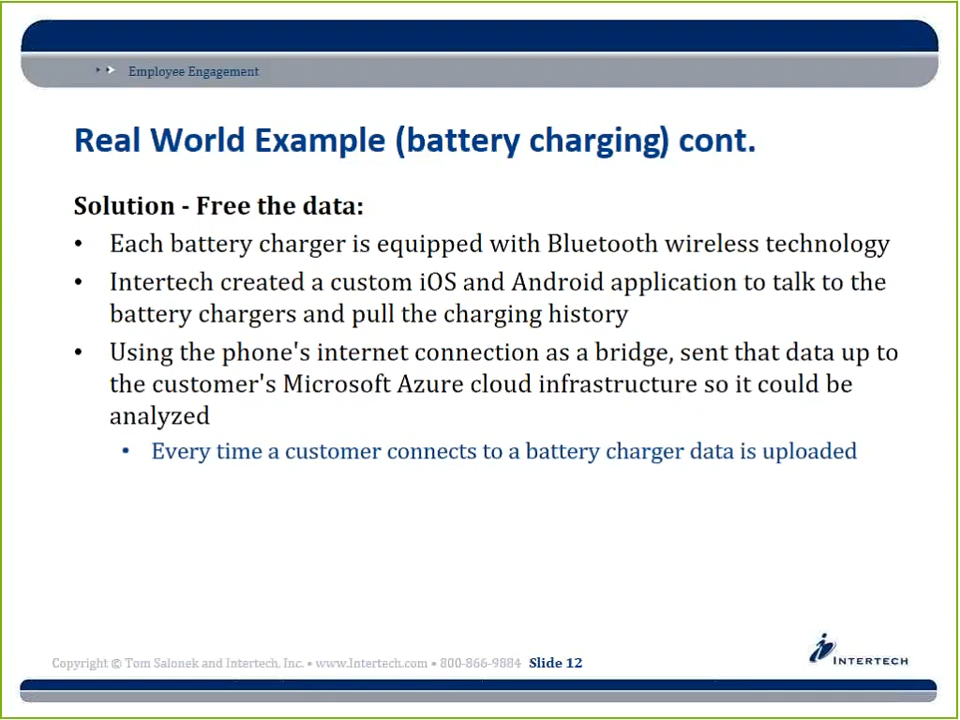 Employee Engagement
Real World Example (battery charging) cont.
Solution - Free the data:
• Each battery charger is equipped with Bluetooth wireless technology
• Intertech created a custom iOS and Android application to talk to the
battery chargers and pull the charging history
• Using the phone's internet connection as a bridge, sent that data up to
the customer's Microsoft Azure cloud infrastructure so it could be
analyzed
• Every time a customer connects to a battery charger data is uploaded
Copyright © Tom Salonek and Intertech, Inc. • www.Intertech.com • 800-866-9884 Slide 12
INTERTECH